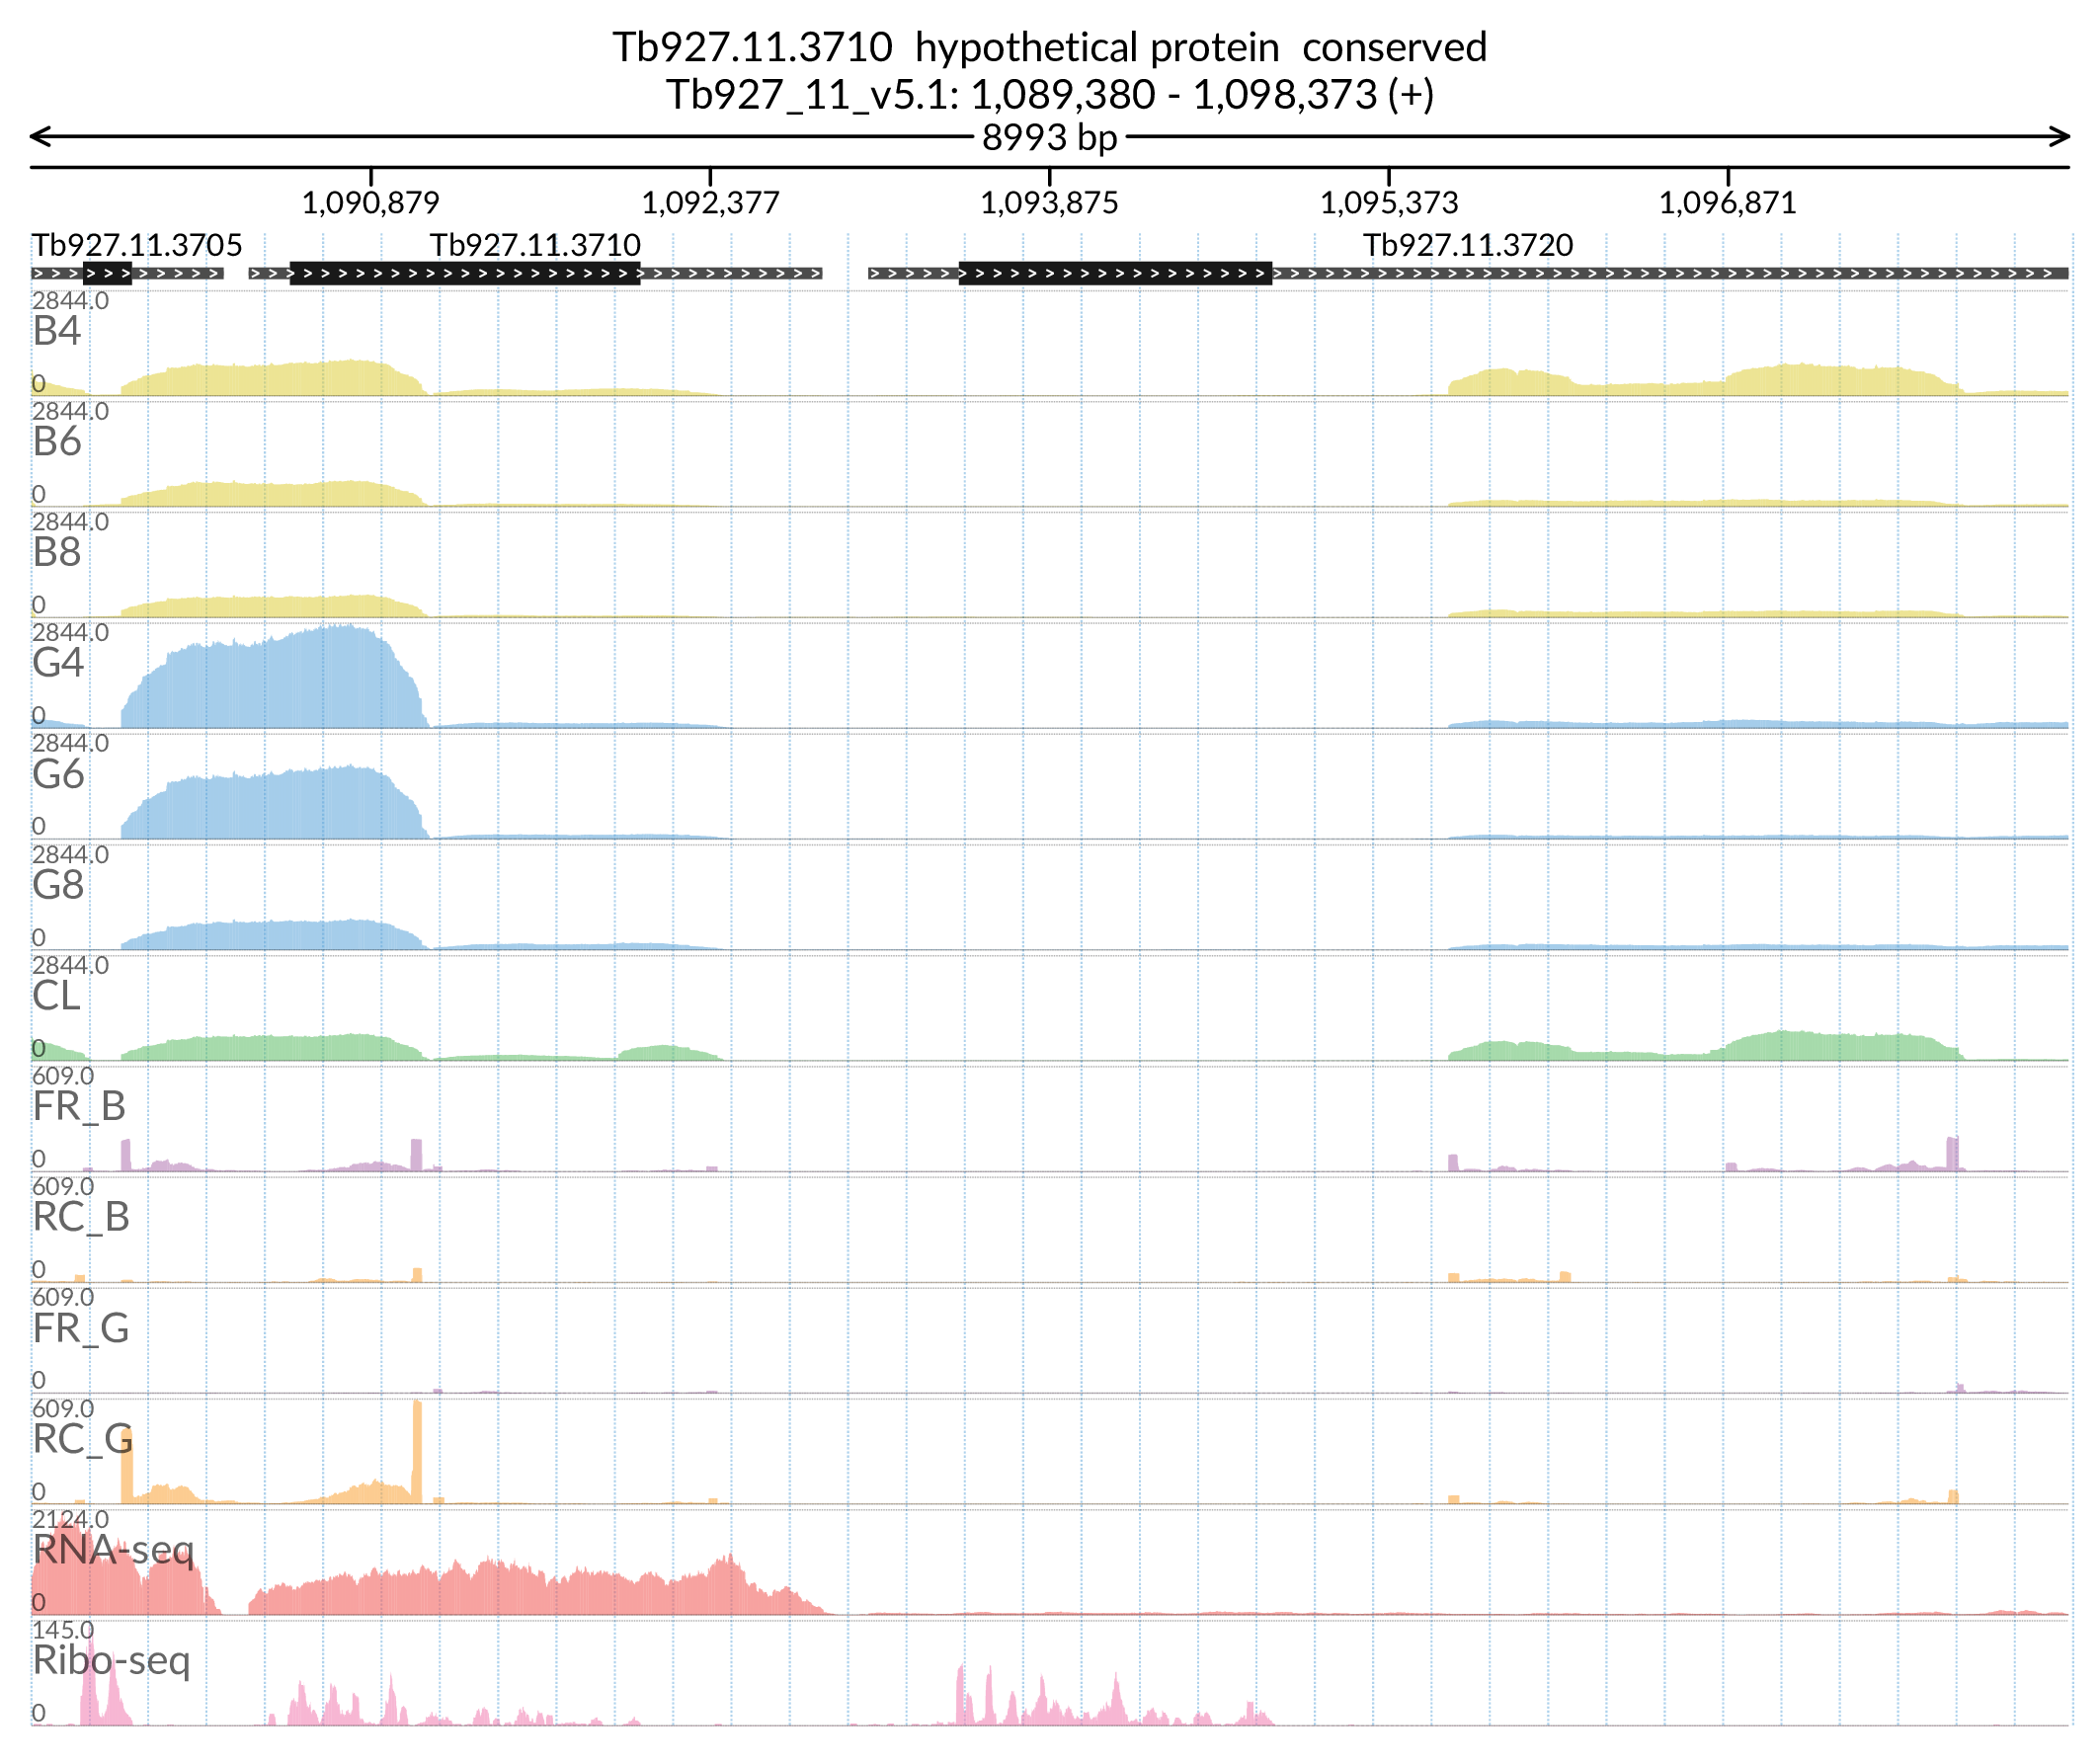 Tb927.11.3710 hypothetical protein conserved
Tb927_11_v5.1: 1,089,380 - 1,098,373 (+)
8993 bp
1,090,879 1,092,377 1,093,875 1,095,373 1,096,871
Tb927.11.3705 Tb927.11.3710 Tb927.11.3720
2844.0
B4
0
2844.0
B6
0
2844.0
B8
0
2844.0
G4
0
2844.0
G6
0
2844.0
G8
0
2844.0
CL
0
609.0
FR_B
0
609.0
RC_B
0
609.0
FR_G
0
609.0
RC_G
0
2124.0
RNA-seq
0
145.0
Ribo-seq
0